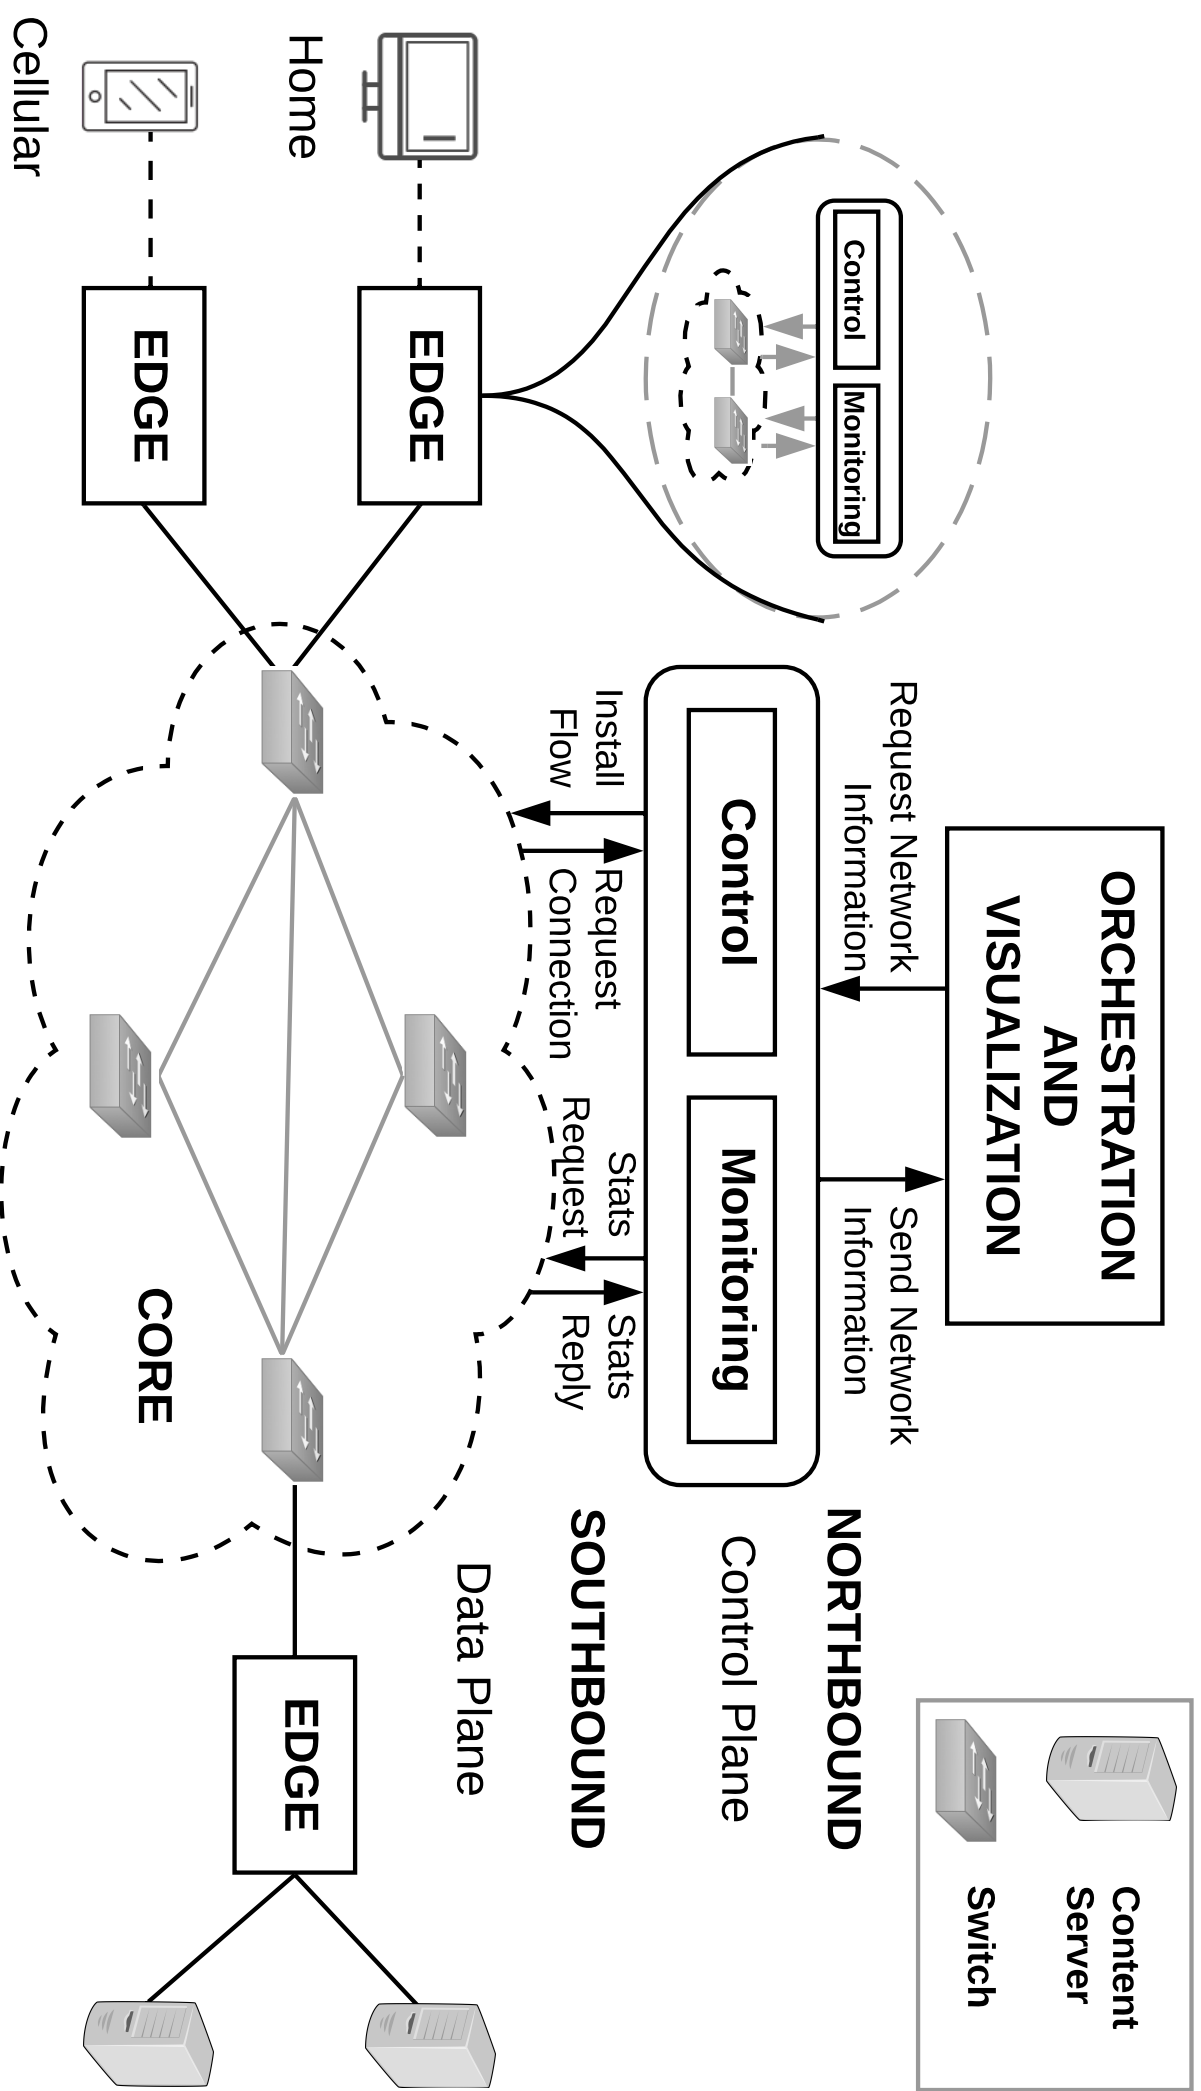 ORCHESTRATION
AND
VISUALIZATION
Content
Server
Switch
Request Network
Information
Send Network
Information
NORTHBOUND
Control
Monitoring
Control
Monitoring
Control Plane
Install
Flow
Request
Connection
Stats
Request
Stats
Reply
SOUTHBOUND
Data Plane
Home
EDGE
EDGE
Cellular
EDGE
CORE